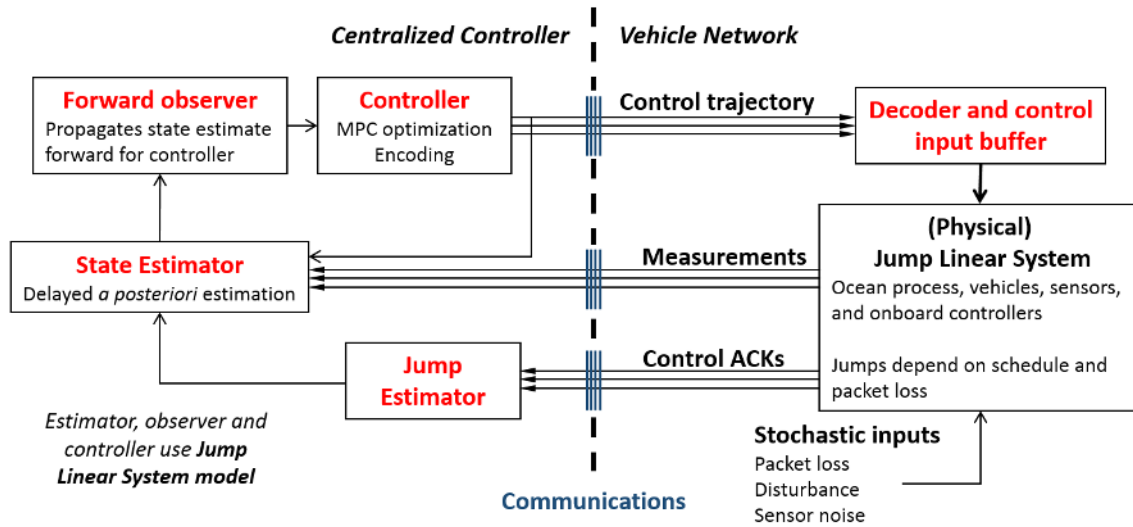 Centralized Controller
Vehicle Network
Forward observer
Propagates state estimate
forward for controller
Controller
MPC optimization
Encoding
Control trajectory
Decoder and control
input buffer
State Estimator
Delayed a posteriori estimation
Measurements
(Physical)
Jump Linear System
Ocean process, vehicles, sensors,
and onboard controllers
Jumps depend on schedule and
packet loss
Jump
Estimator
Control ACKs
Estimator, observer and
controller use Jump
Linear System model
Stochastic inputs
Packet loss
Disturbance
Sensor noise
Communications